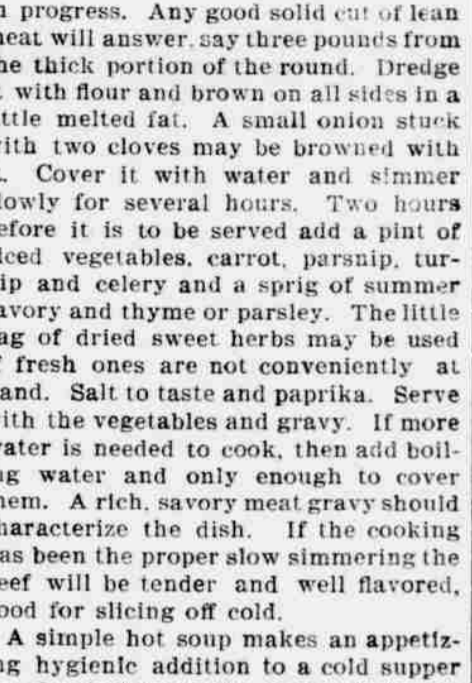 progress. Any good solid cut of lean
eat will answer, say three pounds from
he thick portion of the round. Dredge
with flour and brown on all sides in a
ttle melted fat. A small onion stuck
ith two cloves may be browned with
. Cover it with water and simmer
lowly for several hours. Two hours
efore it is to be served add a pint of
iced vegetables, carrot, parsnip, tur-
ip and celery and a sprig of summer
avory and thyme or parsley. The little
ag of dried sweet herbs may be used
f fresh ones are not conveniently at
and. Salt to taste and paprika. Serve
ith the vegetables and gravy. If more
ater is needed to cook, then add boil-
ng water and only enough to cover
hem. A rich, savory meat gravy should
haracterize the dish. If the cooking
as been the proper slow simmering the
eef will be tender and well flavored,
ood for slicing off cold.
A simple hot soup makes an appetiz-
ng hygienic addition to a cold supper